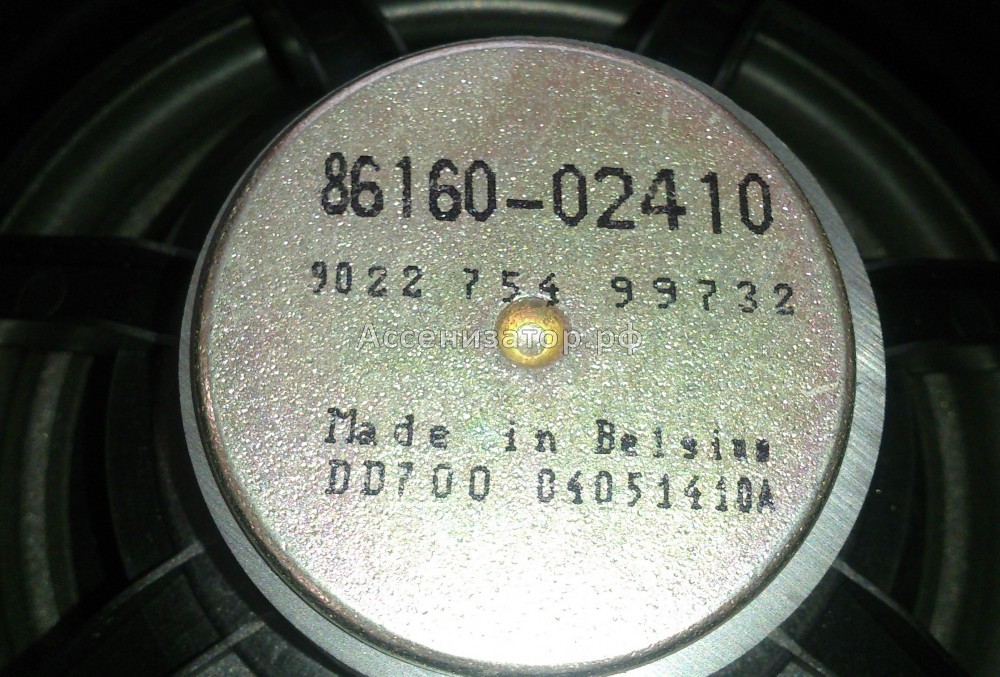 86160-02410
9022 754 99732
Ассенизатор.рф
Made in Belgium
DD700 04051410A